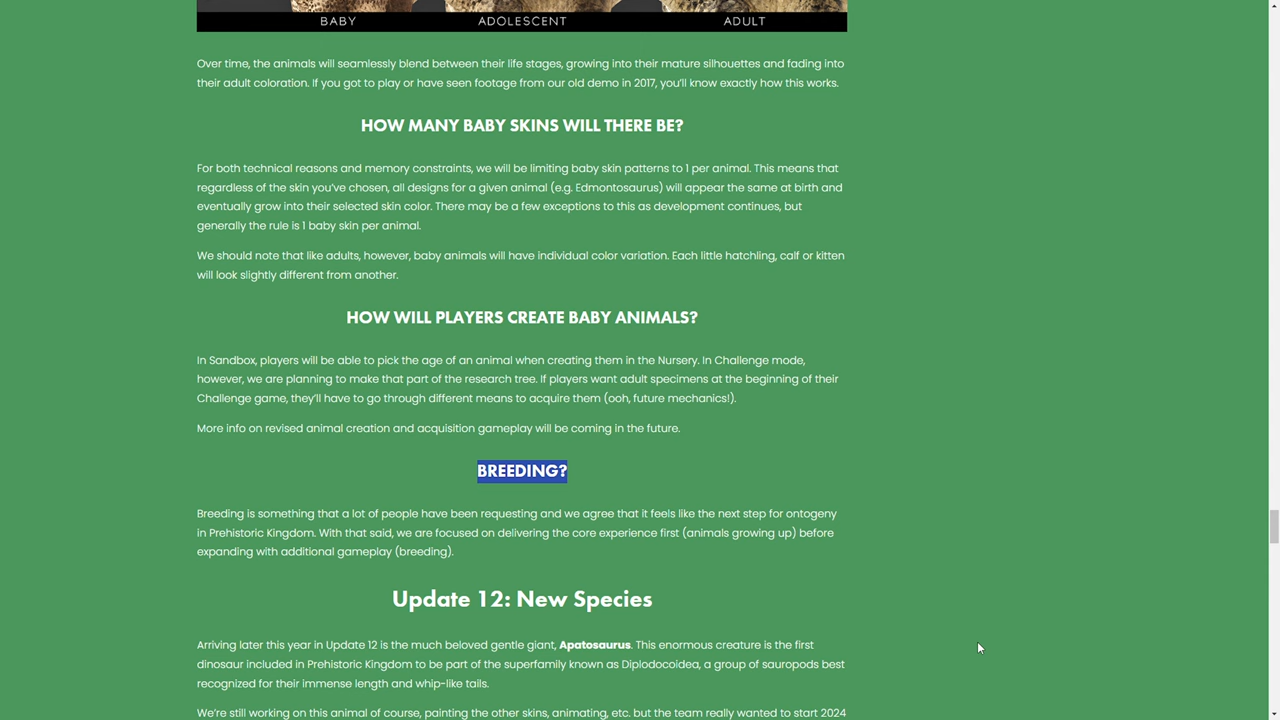 BABY ADOLESCENT ADULT
Over time, the animals will seamlessly blend between their life stages, growing into their mature silhouettes and fading into
their adult coloration. If you got to play or have seen footage from our old demo in 2017, you’ll know exactly how this works.
HOW MANY BABY SKINS WILL THERE BE?
For both technical reasons and memory constraints, we will be limiting baby skin patterns to 1 per animal. This means that
regardless of the skin you’ve chosen, all designs for a given animal (e.g. Edmontosaurus) will appear the same at birth and
eventually grow into their selected skin color. There may be a few exceptions to this as development continues, but
generally the rule is 1 baby skin per animal.
We should note that like adults, however, baby animals will have individual color variation. Each little hatchling, calf or kitten
will look slightly different from another.
HOW WILL PLAYERS CREATE BABY ANIMALS?
In Sandbox, players will be able to pick the age of an animal when creating them in the Nursery. In Challenge mode,
however, we are planning to make that part of the research tree. If players want adult specimens at the beginning of their
Challenge game, they’ll have to go through different means to acquire them (ooh, future mechanics!).
More info on revised animal creation and acquisition gameplay will be coming in the future.
BREEDING?
Breeding is something that a lot of people have been requesting and we agree that it feels like the next step for ontogeny
in Prehistoric Kingdom. With that said, we are focused on delivering the core experience first (animals growing up) before
expanding with additional gameplay (breeding).
Update 12: New Species
Arriving later this year in Update 12 is the much beloved gentle giant, Apatosaurus. This enormous creature is the first
dinosaur included in Prehistoric Kingdom to be part of the superfamily known as Diplodocoidea, a group of sauropods best
recognized for their immense length and whip-like tails.
We’re still working on this animal of course, painting the other skins, animating, etc. but the team really wanted to start 2024